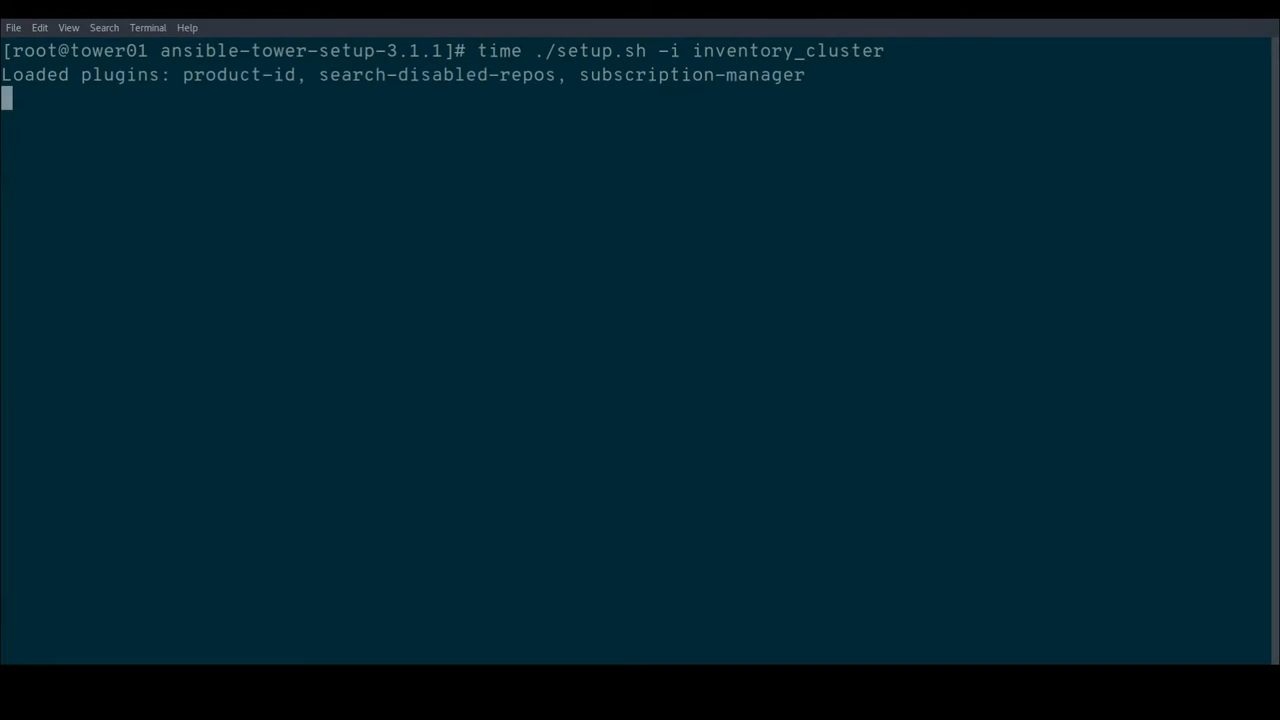 File Edit View Search Terminal Help
[root@tower01 ansible-tower-setup-3.1.1]# time ./setup.sh -i inventory_cluster
Loaded plugins: product-id, search-disabled-repos, subscription-manager